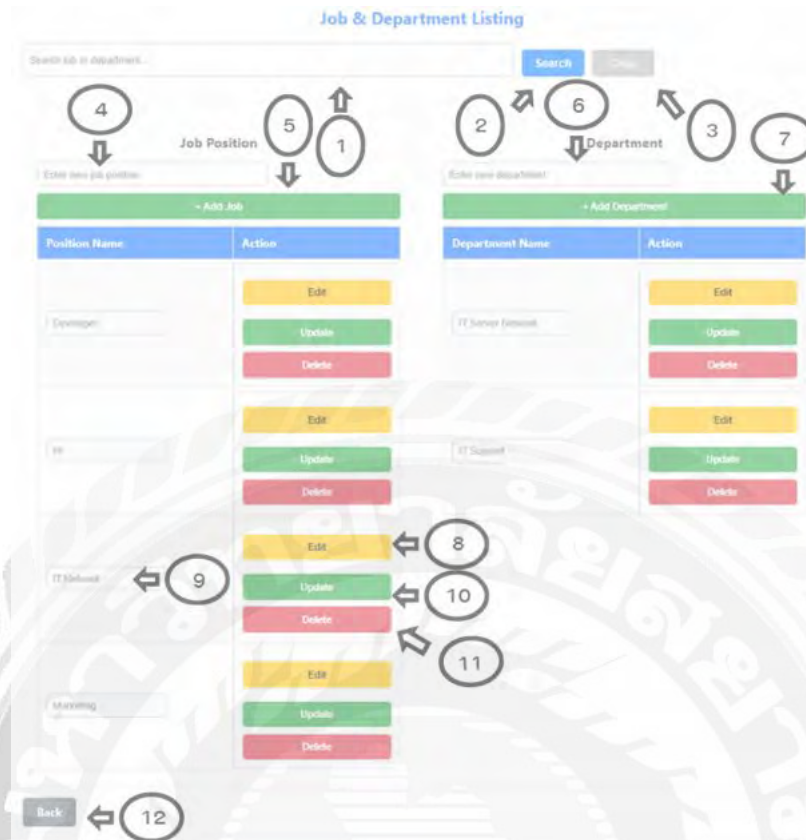 Job & Department Listing
Search job or department...
Search
Clear
4
5
1
2
6
3
7
Job Position
Department
Enter new job position
Enter new department
+ Add Job
+ Add Department
Position Name Action
Department Name Action
Edit
Developer
Update
Delete
Edit
IT Server Network
Update
Delete
Edit
Update
Delete
Edit
IT Support
Update
Delete
Edit
8
IT Network
9
Update
10
Delete
11
Edit
Marketing
Update
Delete
Back
12